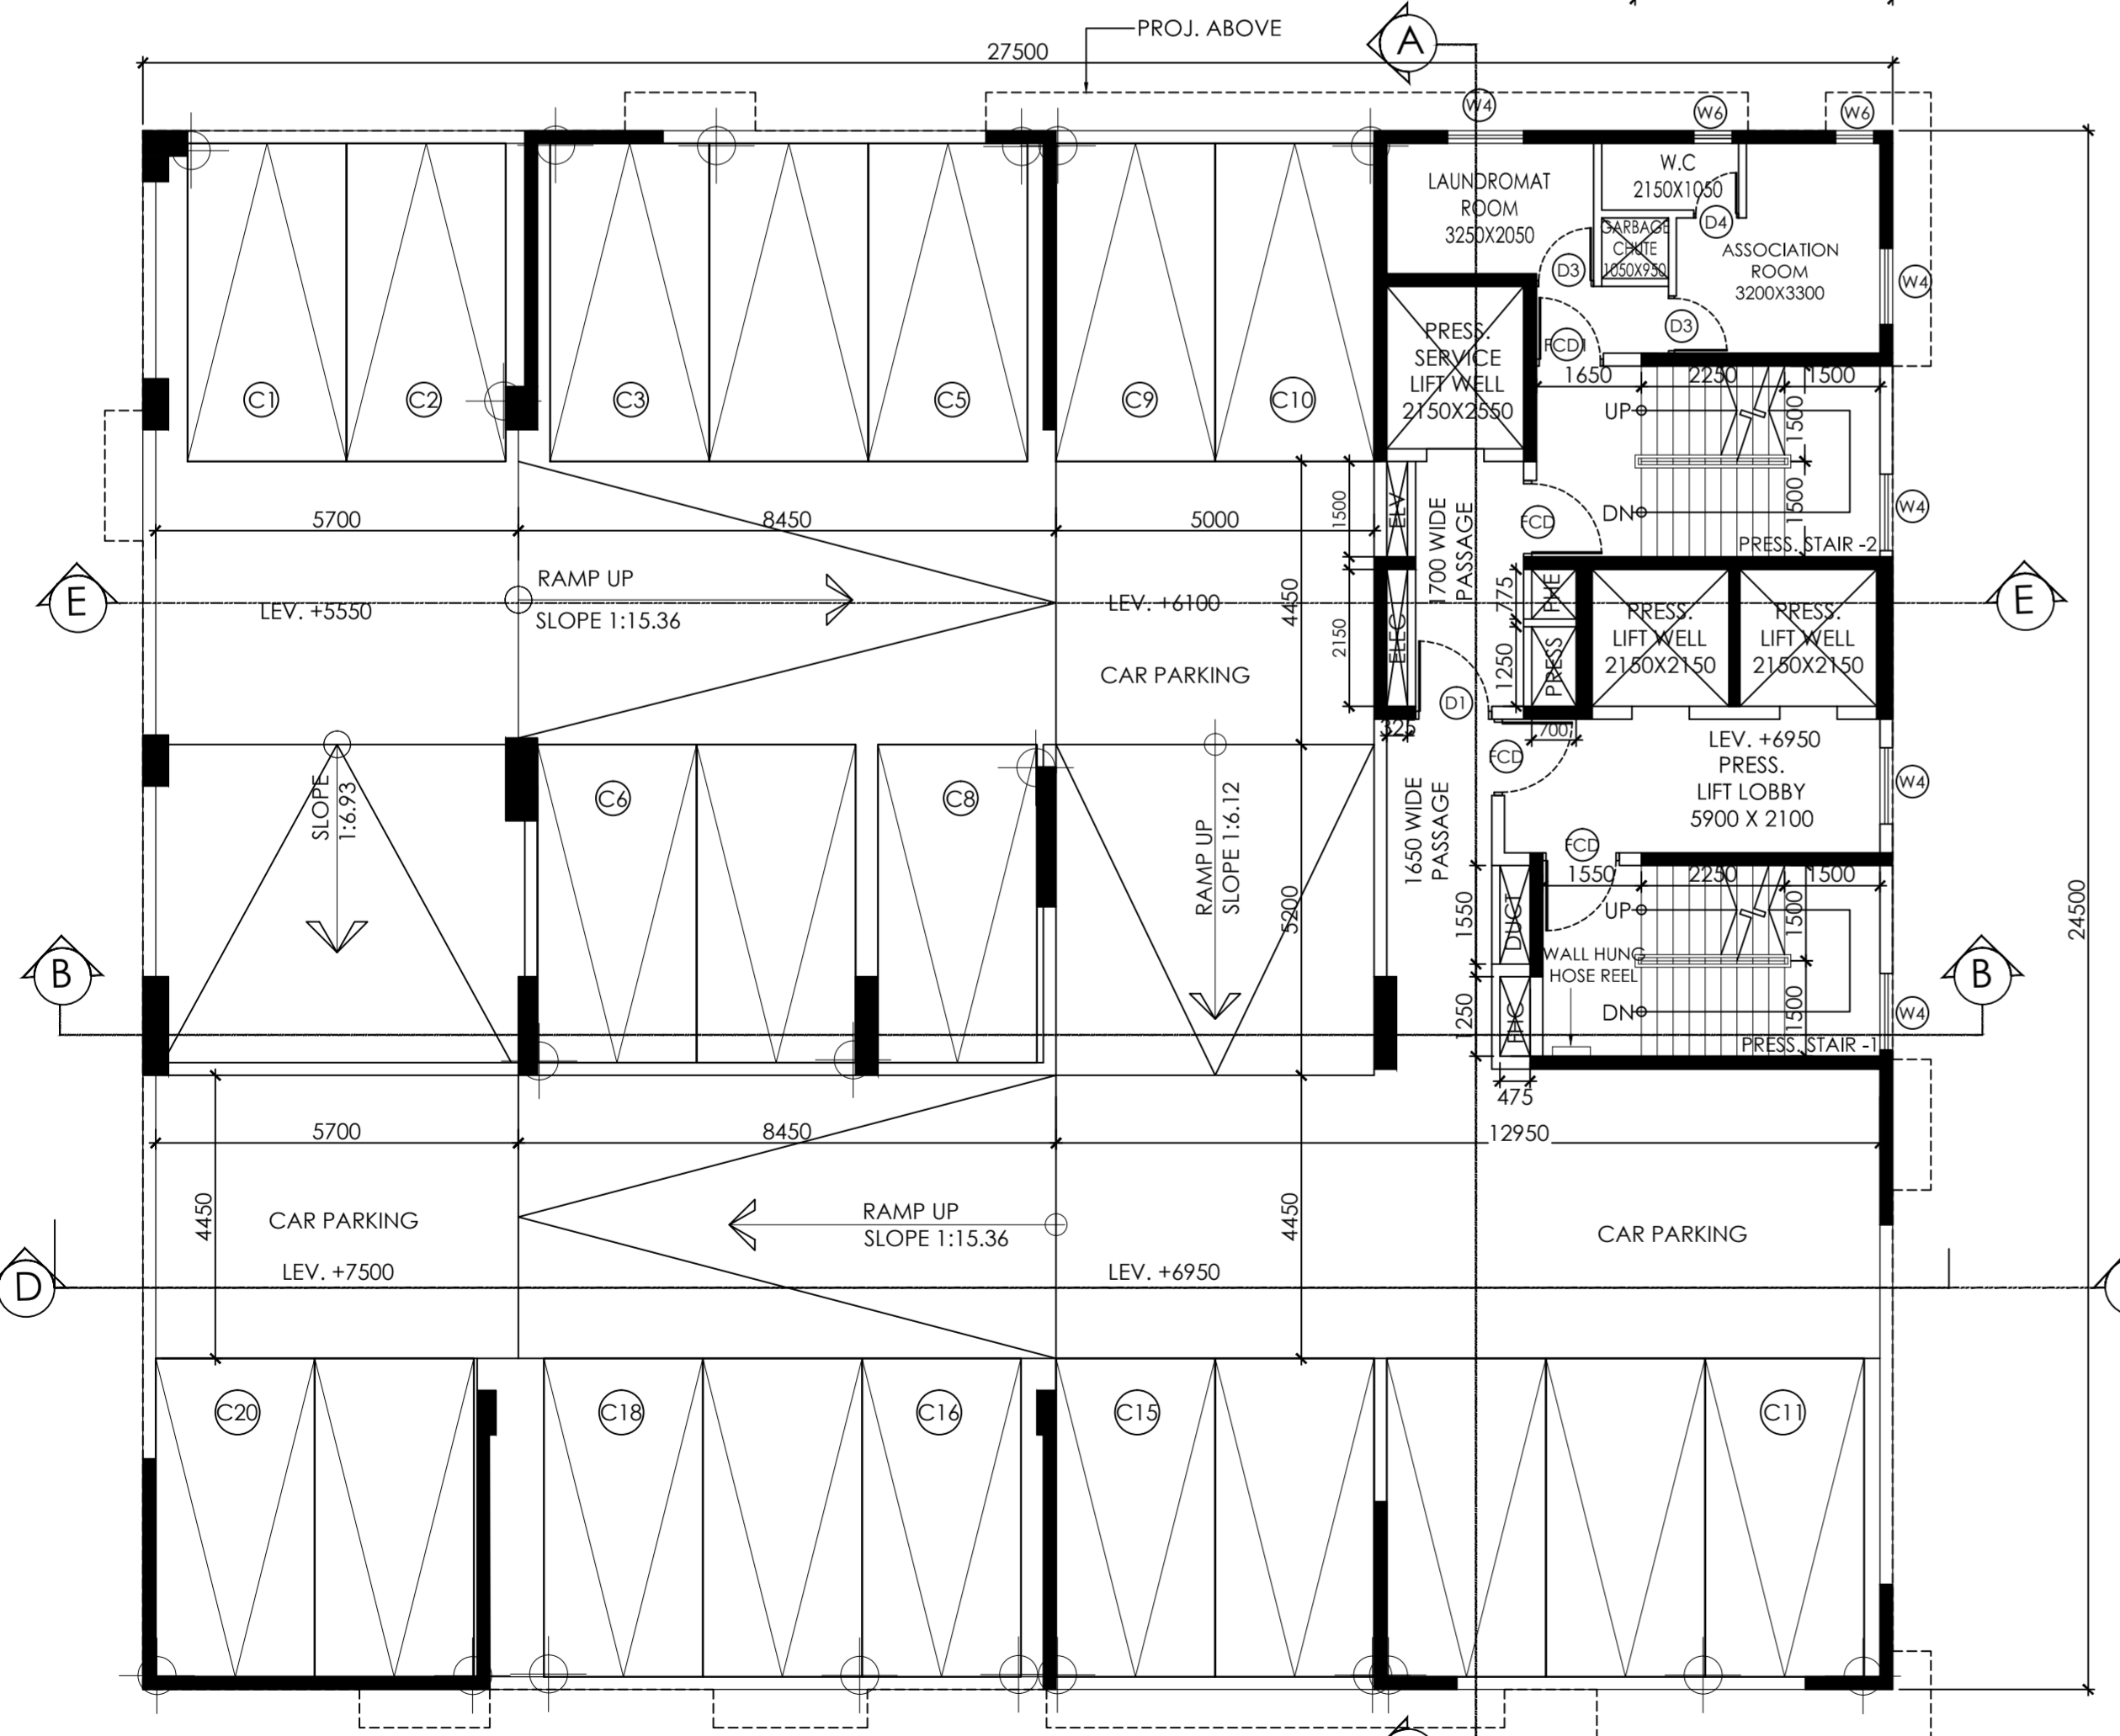 PROJ. ABOVE
A
27500
W4
W6
W6
LAUNDROMAT
ROOM
3250X2050
W.C
2150X1050
D4
GARBAGE
CHUTE
1050X950
ASSOCIATION
ROOM
3200X3300
D3
W4
D3
FCD1
PRESS.
SERVICE
LIFT WELL
2150X2550
C1
C2
C3
C5
C9
C10
1650
2250
1500
UP
1500
1500
DN
W4
PRESS. STAIR -2
FCD
1500
ELV
1700 WIDE
PASSAGE
5700
8450
5000
E
LEV. +5550
RAMP UP
SLOPE 1:15.36
LEV. +6100
CAR PARKING
4450
2150
ELEC
775
FHE
1250
PRESS
PRESS.
LIFT WELL
2150X2150
PRESS.
LIFT WELL
2150X2150
E
D1
325
700
FCD
LEV. +6950
PRESS.
LIFT LOBBY
5900 X 2100
W4
SLOPE
1:6.93
C6
C8
RAMP UP
SLOPE 1:6.12
5200
1650 WIDE
PASSAGE
FCD
1550
2250
1500
24500
1550
DUCT
UP
1500
WALL HUNG
HOSE REEL
1250
FHC
DN
1500
W4
PRESS. STAIR -1
B
B
475
5700
8450
12950
4450
CAR PARKING
LEV. +7500
RAMP UP
SLOPE 1:15.36
4450
LEV. +6950
CAR PARKING
D
C20
C18
C16
C15
C11